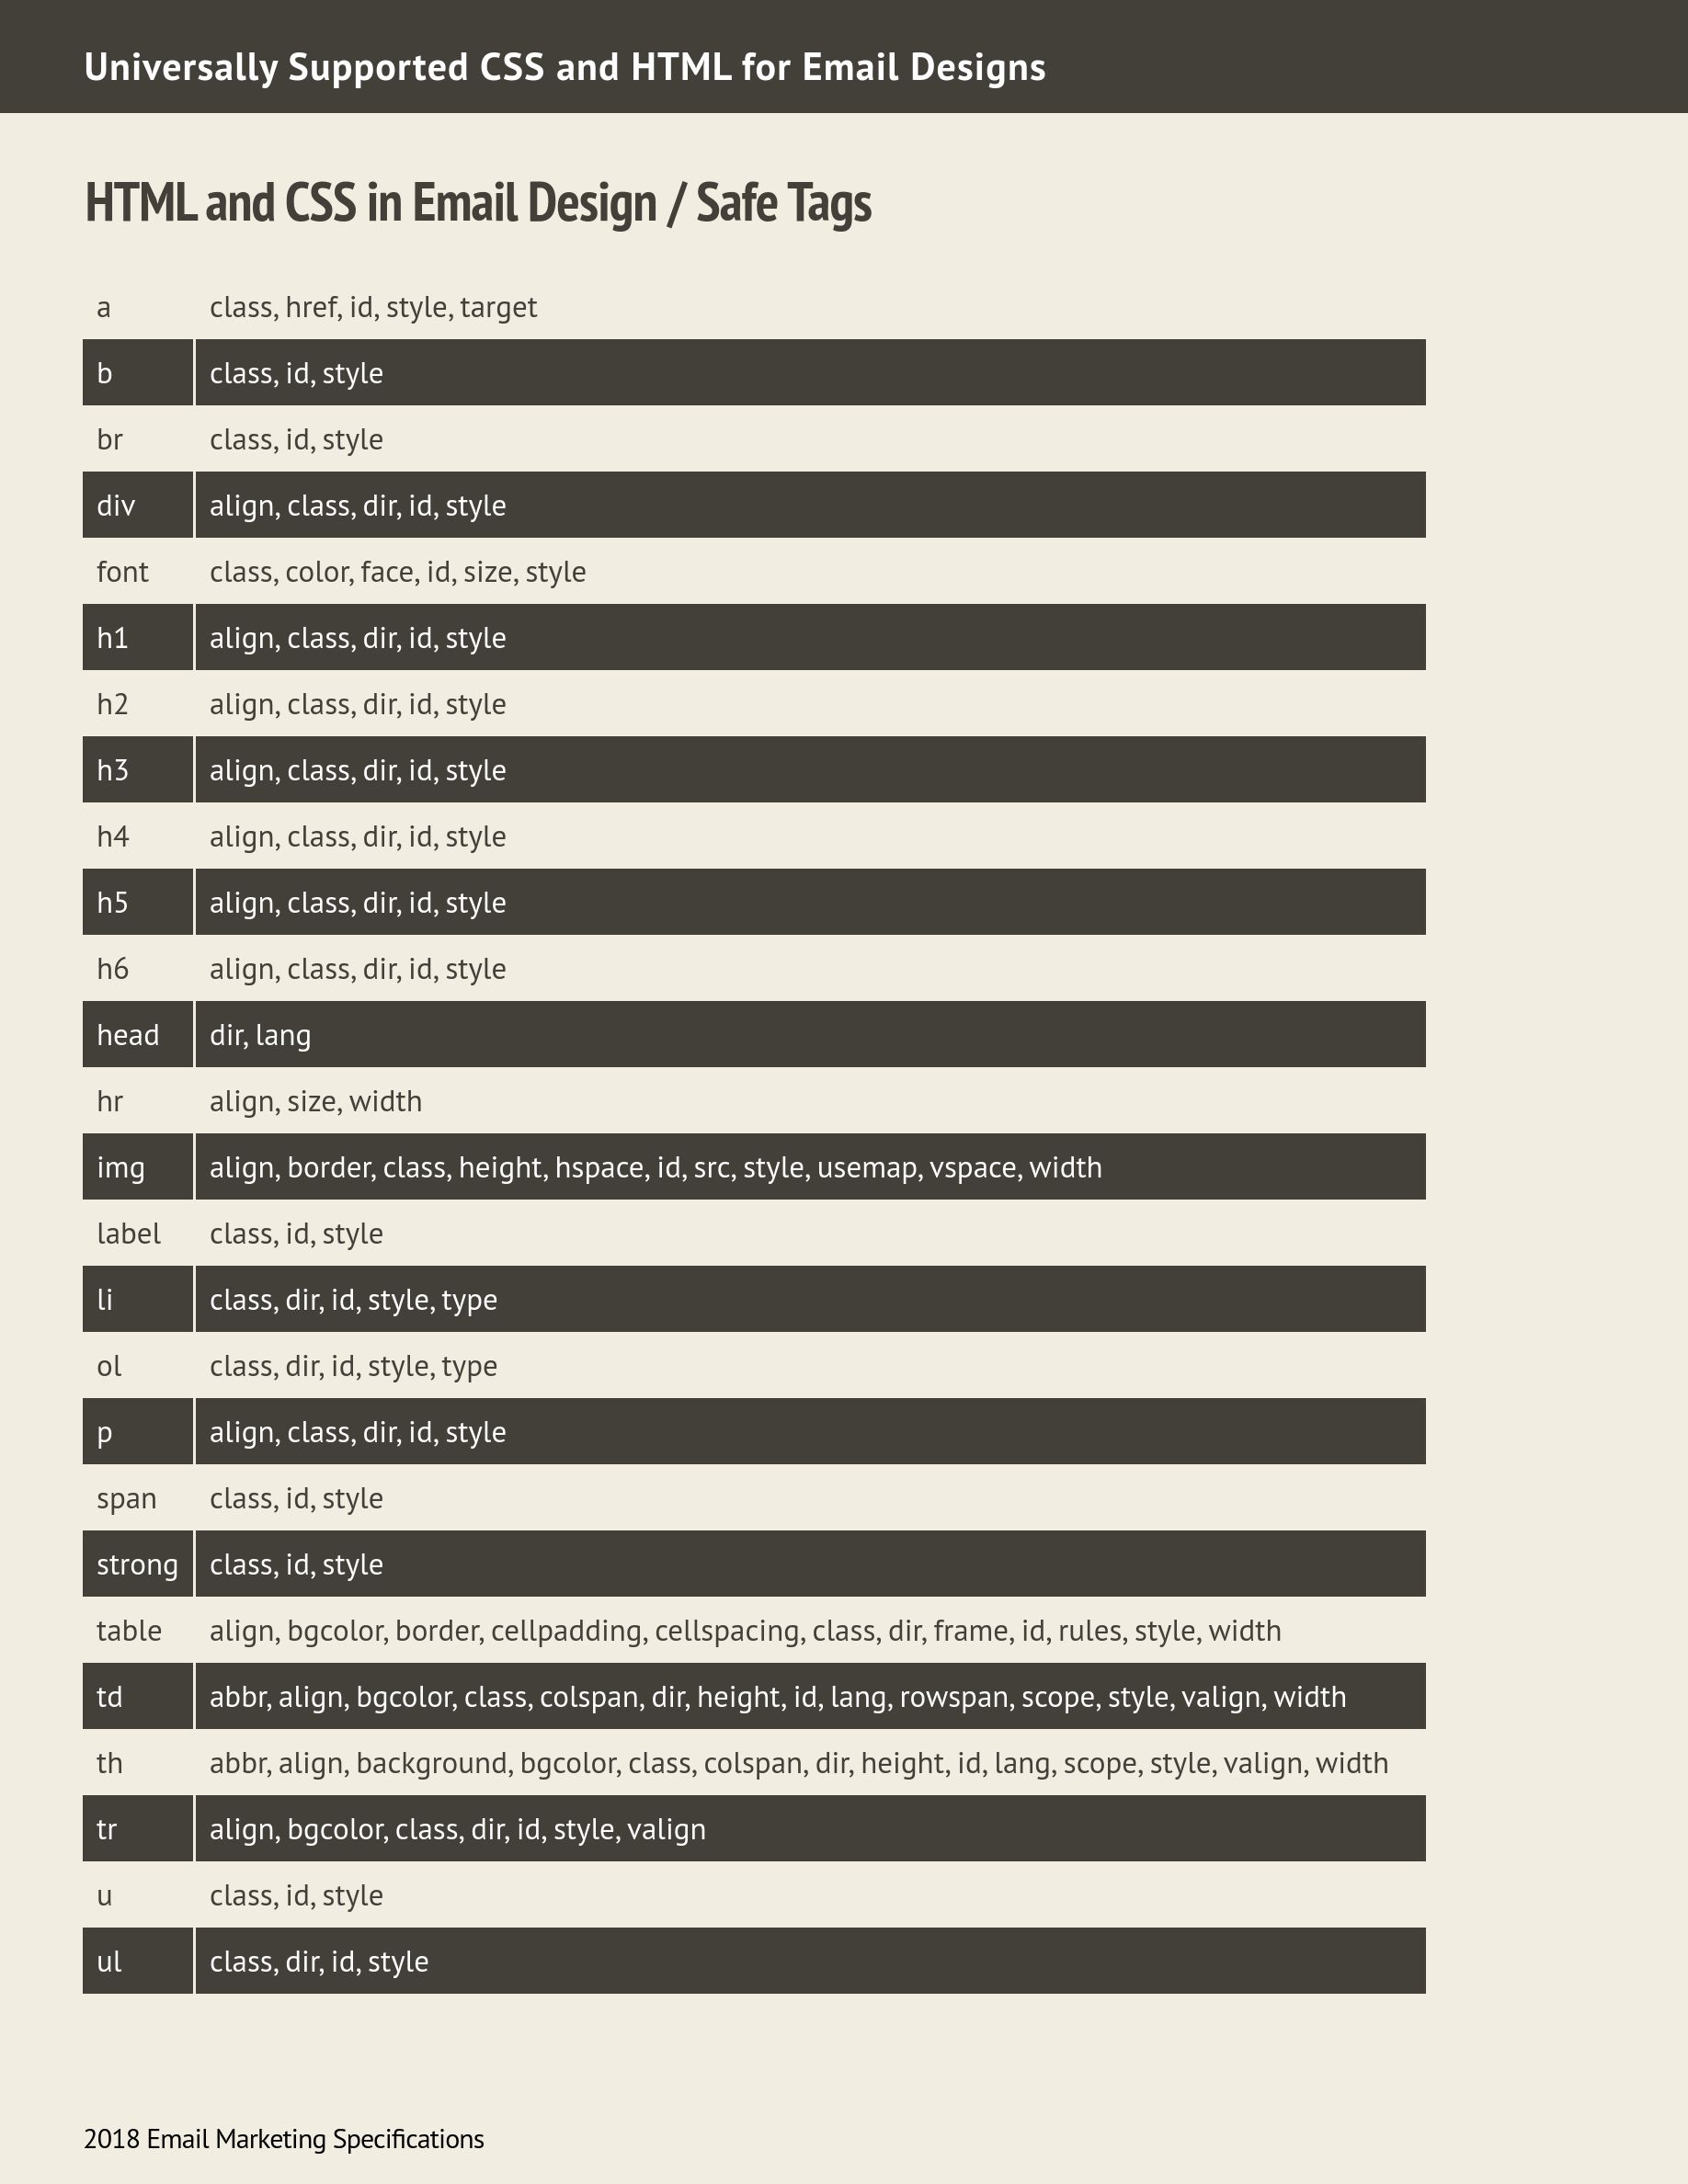 Universally Supported CSS and HTML for Email Designs
HTML and CSS in Email Design / Safe Tags
a class, href, id, style, target
b class, id, style
br class, id, style
div align, class, dir, id, style
font class, color, face, id, size, style
h1 align, class, dir, id, style
h2 align, class, dir, id, style
h3 align, class, dir, id, style
h4 align, class, dir, id, style
h5 align, class, dir, id, style
h6 align, class, dir, id, style
head dir, lang
hr align, size, width
img align, border, class, height, hspace, id, src, style, usemap, vspace, width
label class, id, style
li class, dir, id, style, type
ol class, dir, id, style, type
p align, class, dir, id, style
span class, id, style
strong class, id, style
table align, bgcolor, border, cellpadding, cellspacing, class, dir, frame, id, rules, style, width
td abbr, align, bgcolor, class, colspan, dir, height, id, lang, rowspan, scope, style, valign, width
th abbr, align, background, bgcolor, class, colspan, dir, height, id, lang, scope, style, valign, width
tr align, bgcolor, class, dir, id, style, valign
u class, id, style
ul class, dir, id, style
2018 Email Marketing Specifications